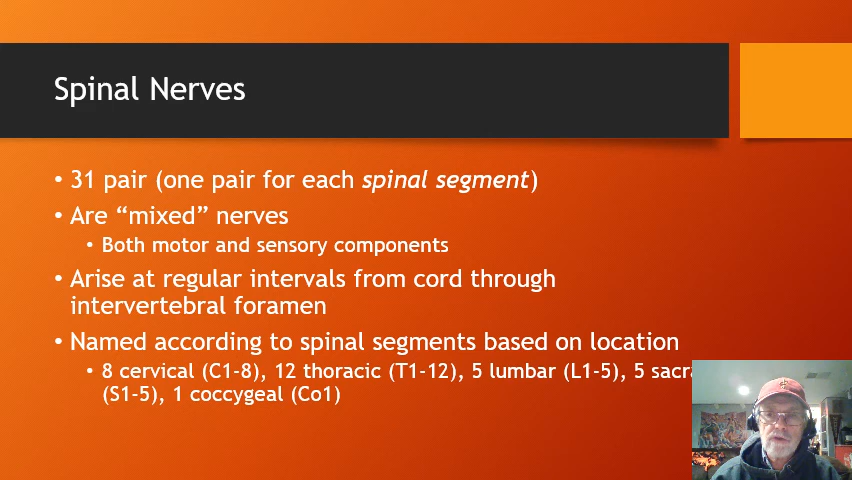 Spinal Nerves
• 31 pair (one pair for each spinal segment)
• Are “mixed” nerves
• Both motor and sensory components
• Arise at regular intervals from cord through
intervertebral foramen
• Named according to spinal segments based on location
• 8 cervical (C1-8), 12 thoracic (T1-12), 5 lumbar (L1-5), 5
(S1-5), 1 coccygeal (Co1)